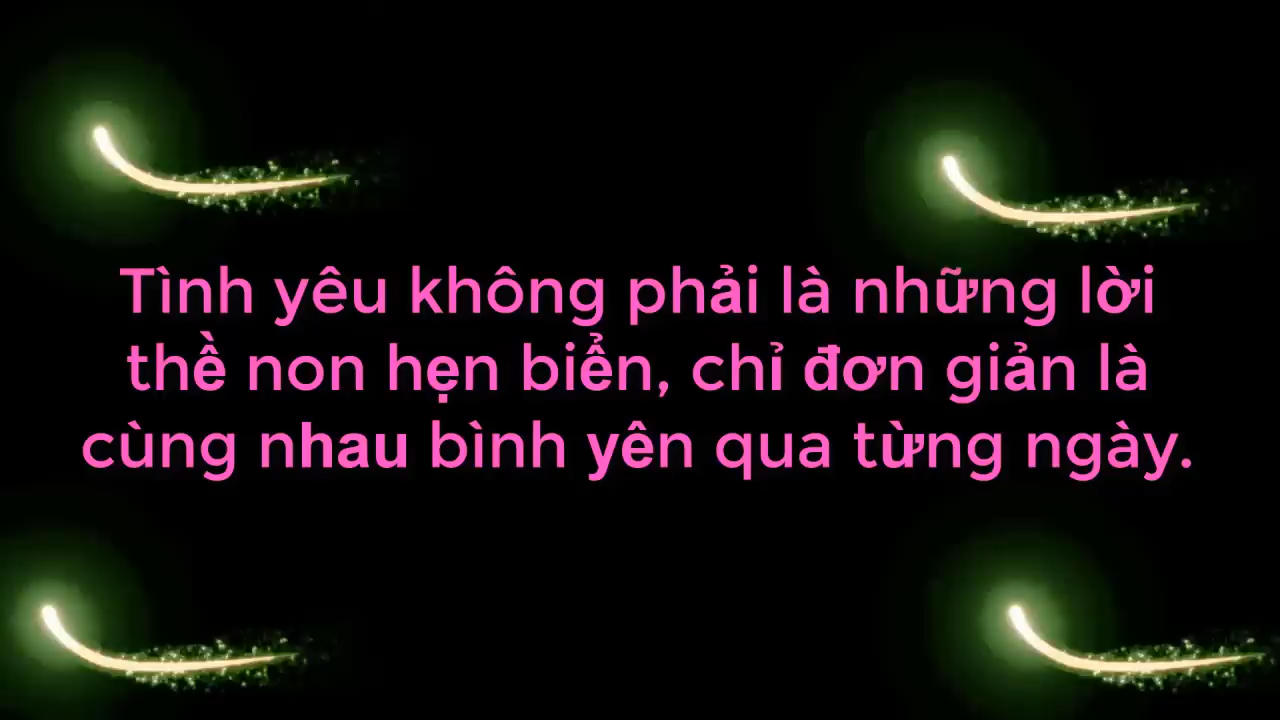 Tình yêu không phải là những lời
thề non hẹn biển, chỉ đơn giản là
cùng nhau bình yên qua từng ngày.